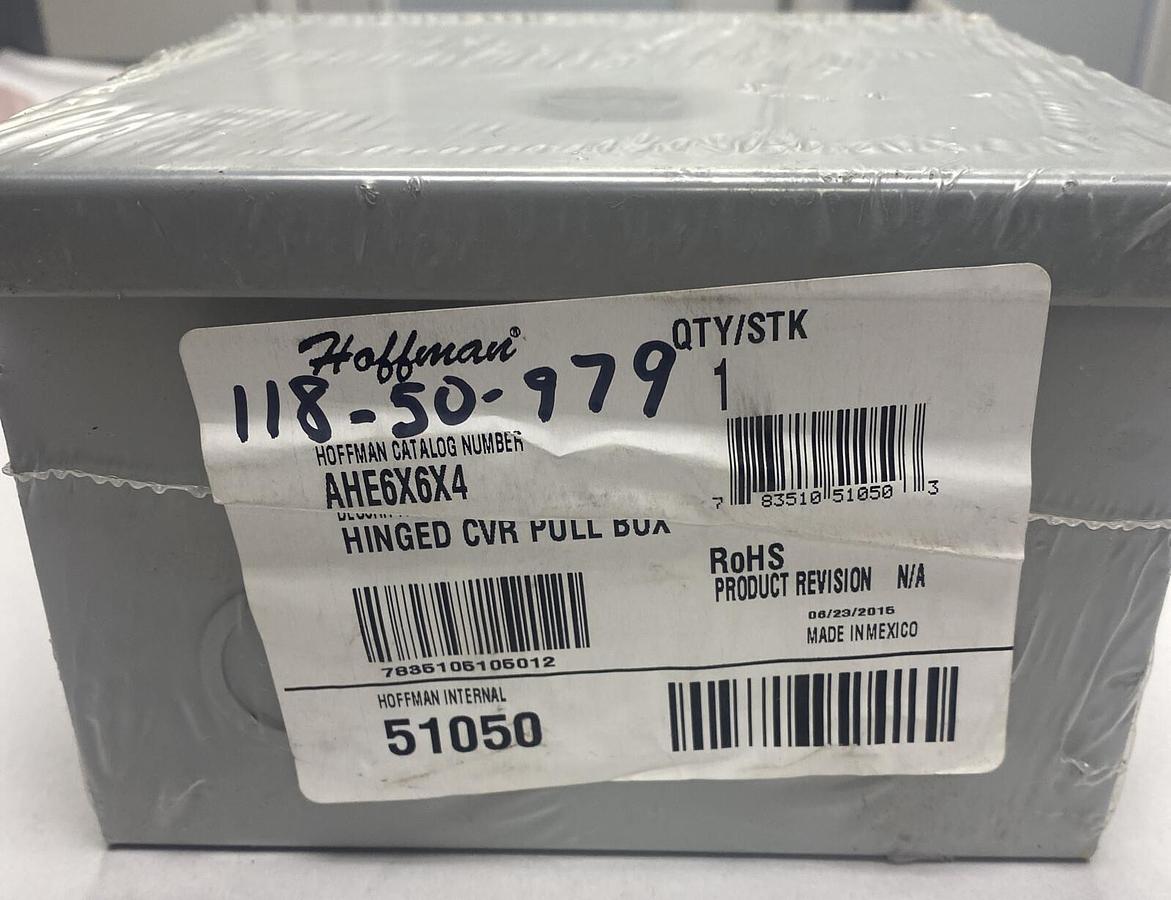 Hoffman®
118-50-979
QTY/STK
1
HOFFMAN CATALOG NUMBER
AHE6X6X4
7 83510 51050 3
HINGED CVR PULL BOX
RoHS
PRODUCT REVISION N/A
06/23/2015
MADE IN MEXICO
7835105105012
HOFFMAN INTERNAL
51050